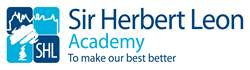 SHL
Sir Herbert Leon
Academy
To make our best better